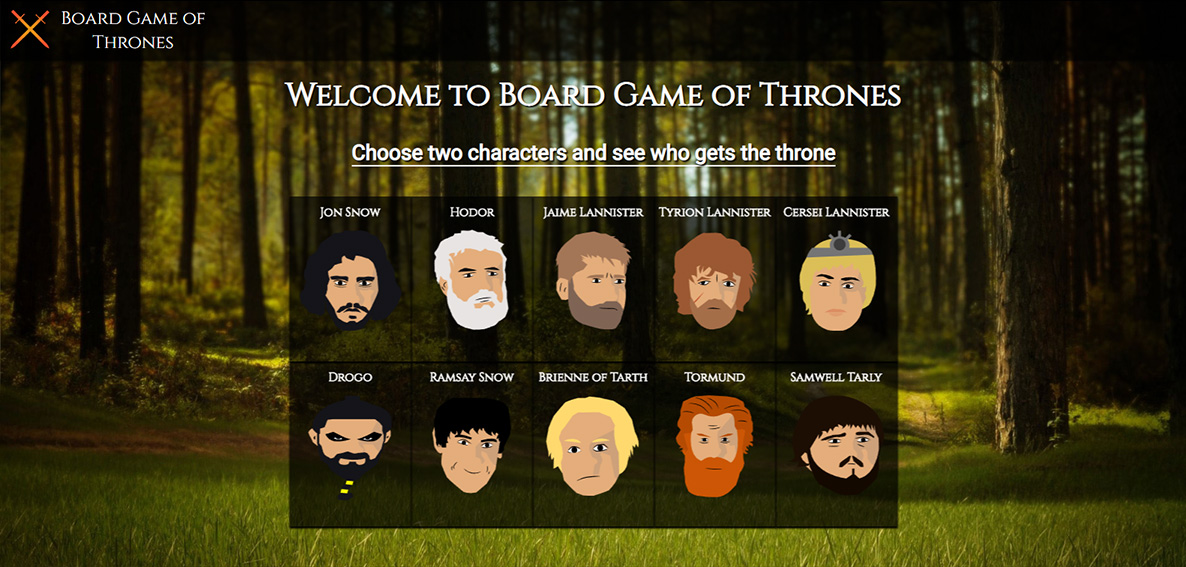 Board Game of
Thrones
Welcome to Board Game of Thrones
Choose two characters and see who gets the throne
Jon Snow
Hodor
Jaime Lannister
Tyrion Lannister
Cersei Lannister
Drogo
Ramsay Snow
Brienne of Tarth
Tormund
Samwell Tarly